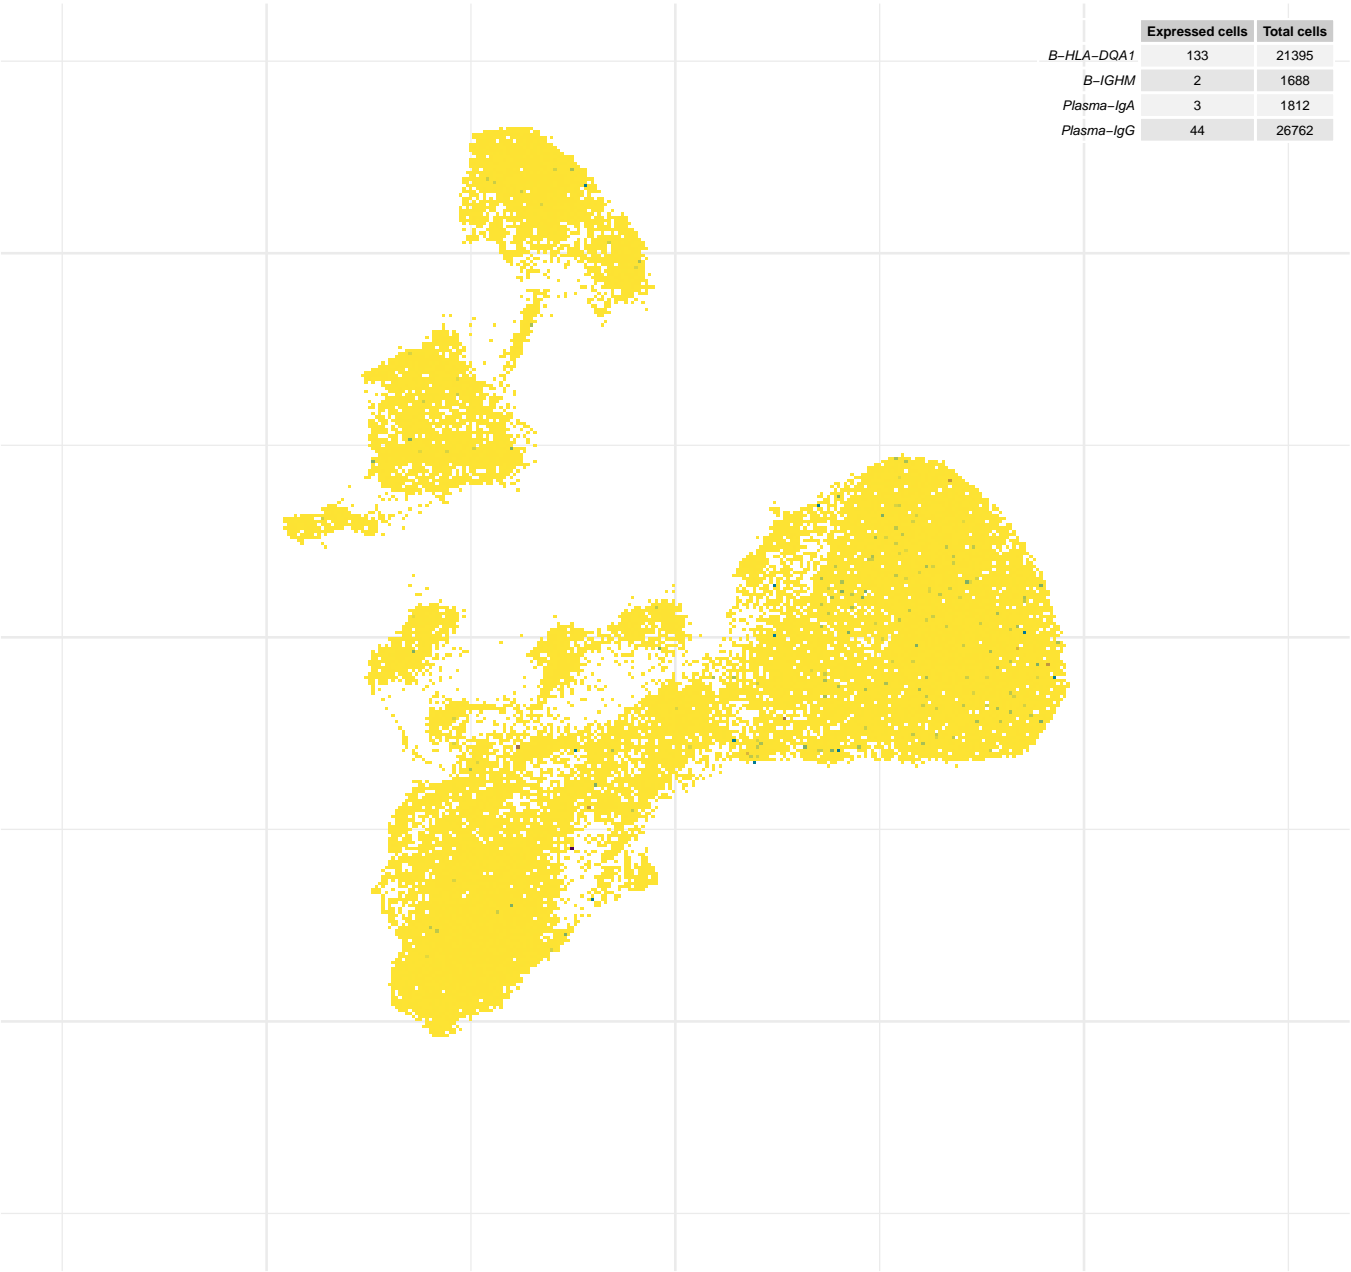 Expressed cells Total cells
B−HLA−DQA1 133 21395
B−IGHM 2 1688
Plasma−IgA 3 1812
Plasma−IgG 44 26762